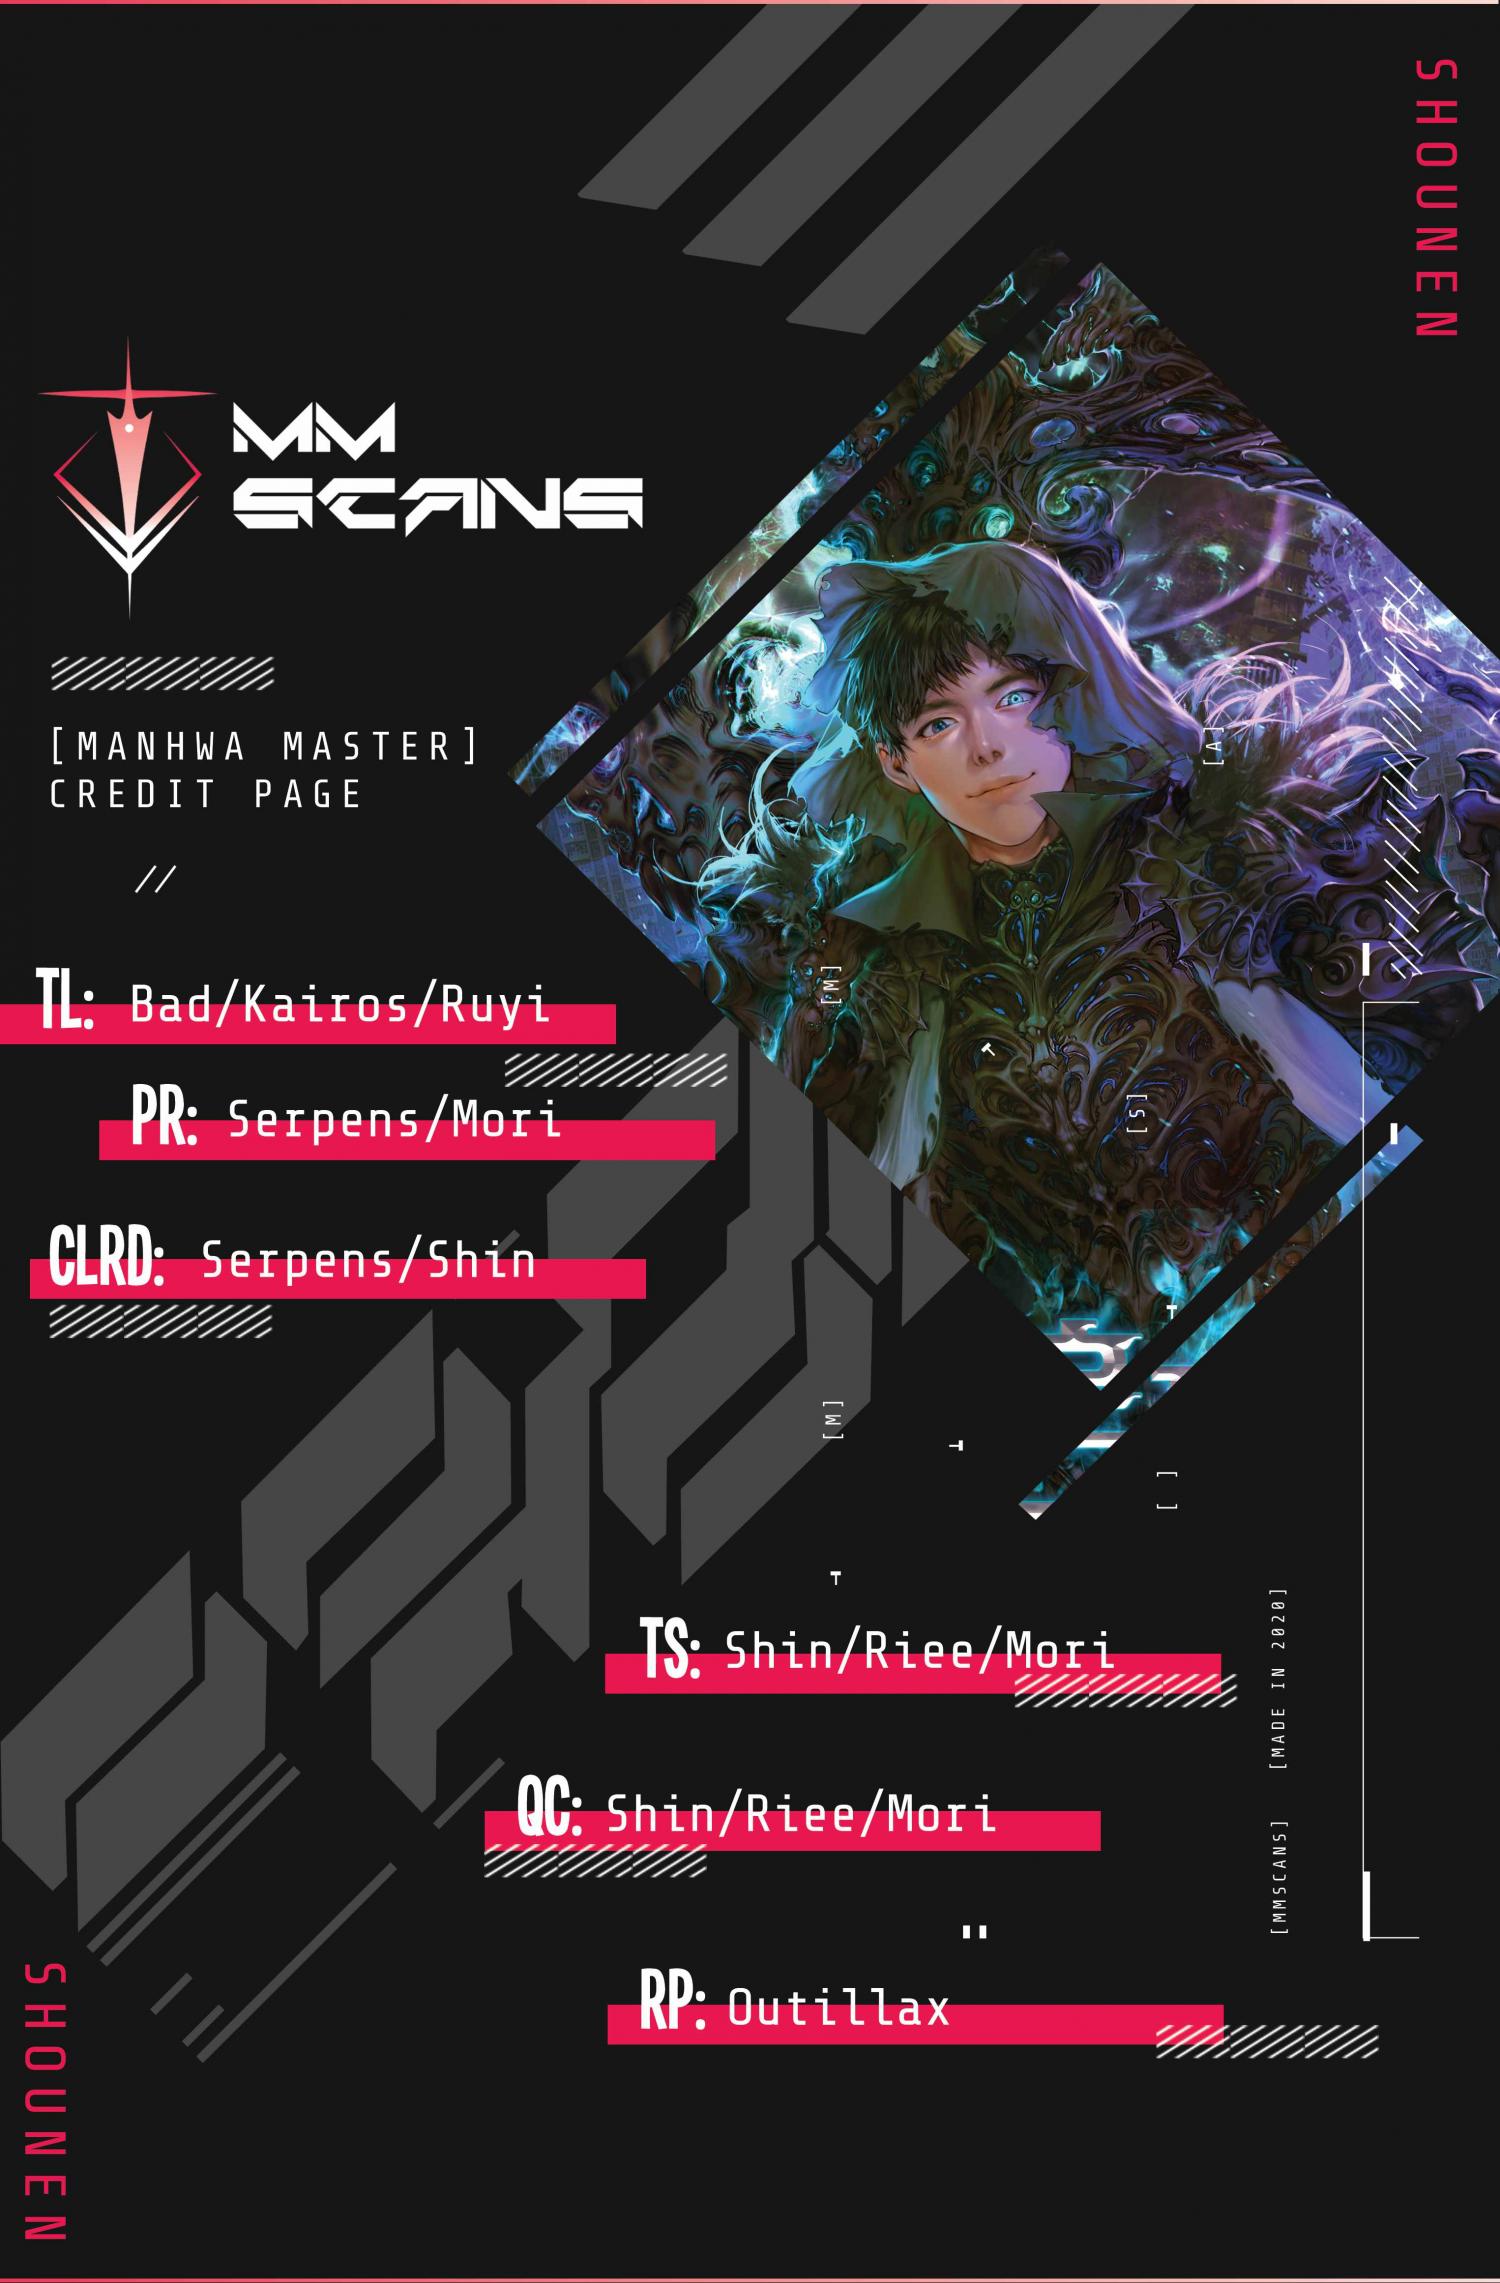 SHOUNEN
MM
SCANS
[MANHWA MASTER]
CREDIT PAGE
//
[A]
TL: Bad/Kairos/Ruyi
[M]
PR: Serpens/Mori
[S]
CLRD: Serpens/Shin
[M]
[ ]
TS: Shin/Riee/Mori
[MADE IN 2020]
QC: Shin/Riee/Mori
[MMSCANS]
RP: Outillax
SHOUNEN